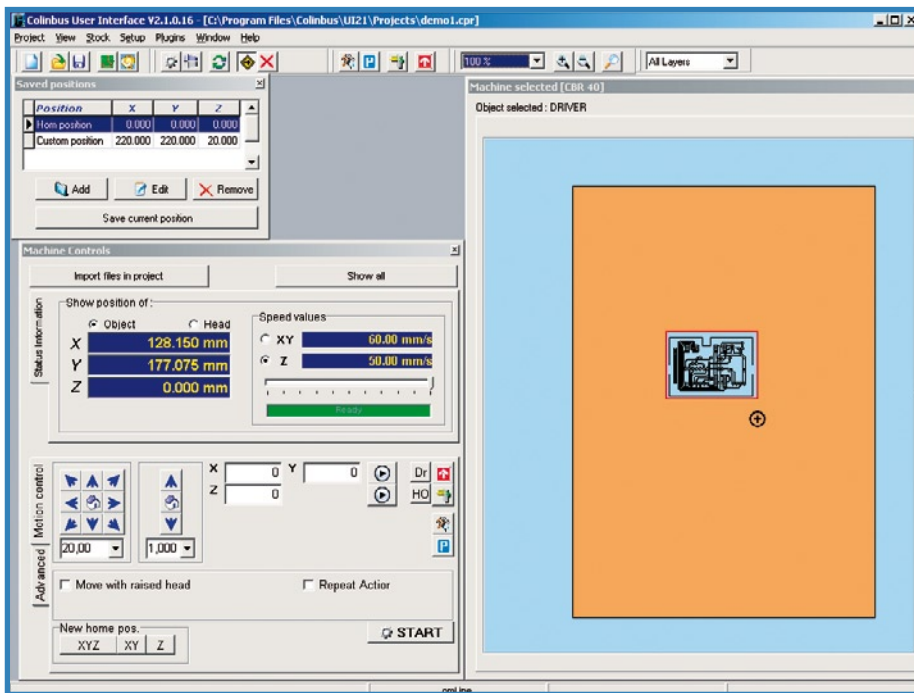 Colinbus User Interface V2.1.0.16 - [C:\Program Files\Colinbus\UI21\Projects\demo1.cpr]
Project View Stock Setup Plugins Window Help
100 % All Layers
Saved positions
Position X Y Z
Hom position 0.000 0.000 0.000
Custom position 220.000 220.000 20.000
Add Edit Remove
Save current position
Machine Controls
Import files in project Show all
Status Information
Show position of :
Object Head
X 128.150 mm
Y 177.075 mm
Z 0.000 mm
Speed values
XY 60.00 mm/s
Z 50.00 mm/s
Ready
Motion control
Advanced
20,00 1,000
X 0 Y 0
Z 0
Dr
HO
P
Move with raised head Repeat Actior
New home pos.
XYZ XY Z
START
Machine selected [CBR 40]
Object selected : DRIVER